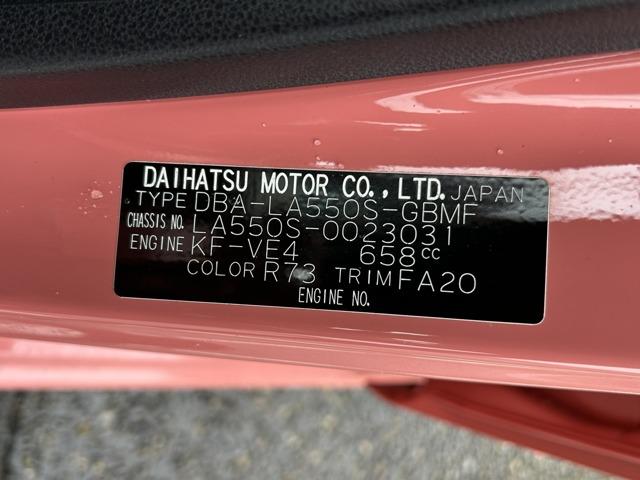 DAIHATSU MOTOR CO., LTD. JAPAN
TYPE DBA-LA550S-GBMF
CHASSIS NO. LA550S-0023031
ENGINE KF-VE4 658cc
COLOR R73 TRIM FA20
ENGINE NO.